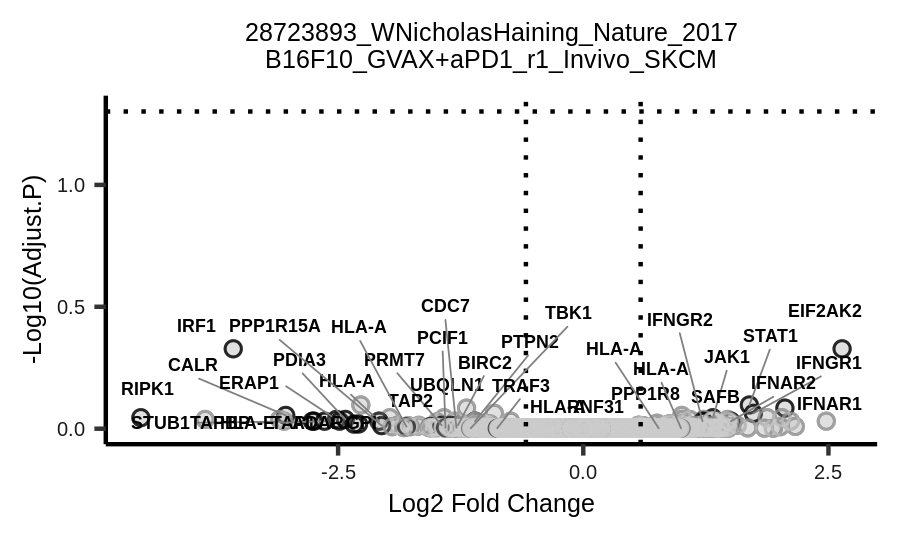 28723893_WNicholasHaining_Nature_2017
B16F10_GVAX+aPD1_r1_Invivo_SKCM
-Log10(Adjust.P)
1.0
0.5
0.0
CDC7
TBK1
EIF2AK2
IRF1 PPP1R15A HLA-A
IFNGR2
PCIF1
PTPN2
STAT1
HLA-A
CALR
PDIA3
PRMT7
BIRC2
JAK1
IFNGR1
HLA-A
RIPK1
ERAP1
HLA-A
UBQLN1
TRAF3
IFNAR2
TAP2
PPP1R8
SAFB
IFNAR1
STUB1
-2.5
0.0
2.5
Log2 Fold Change